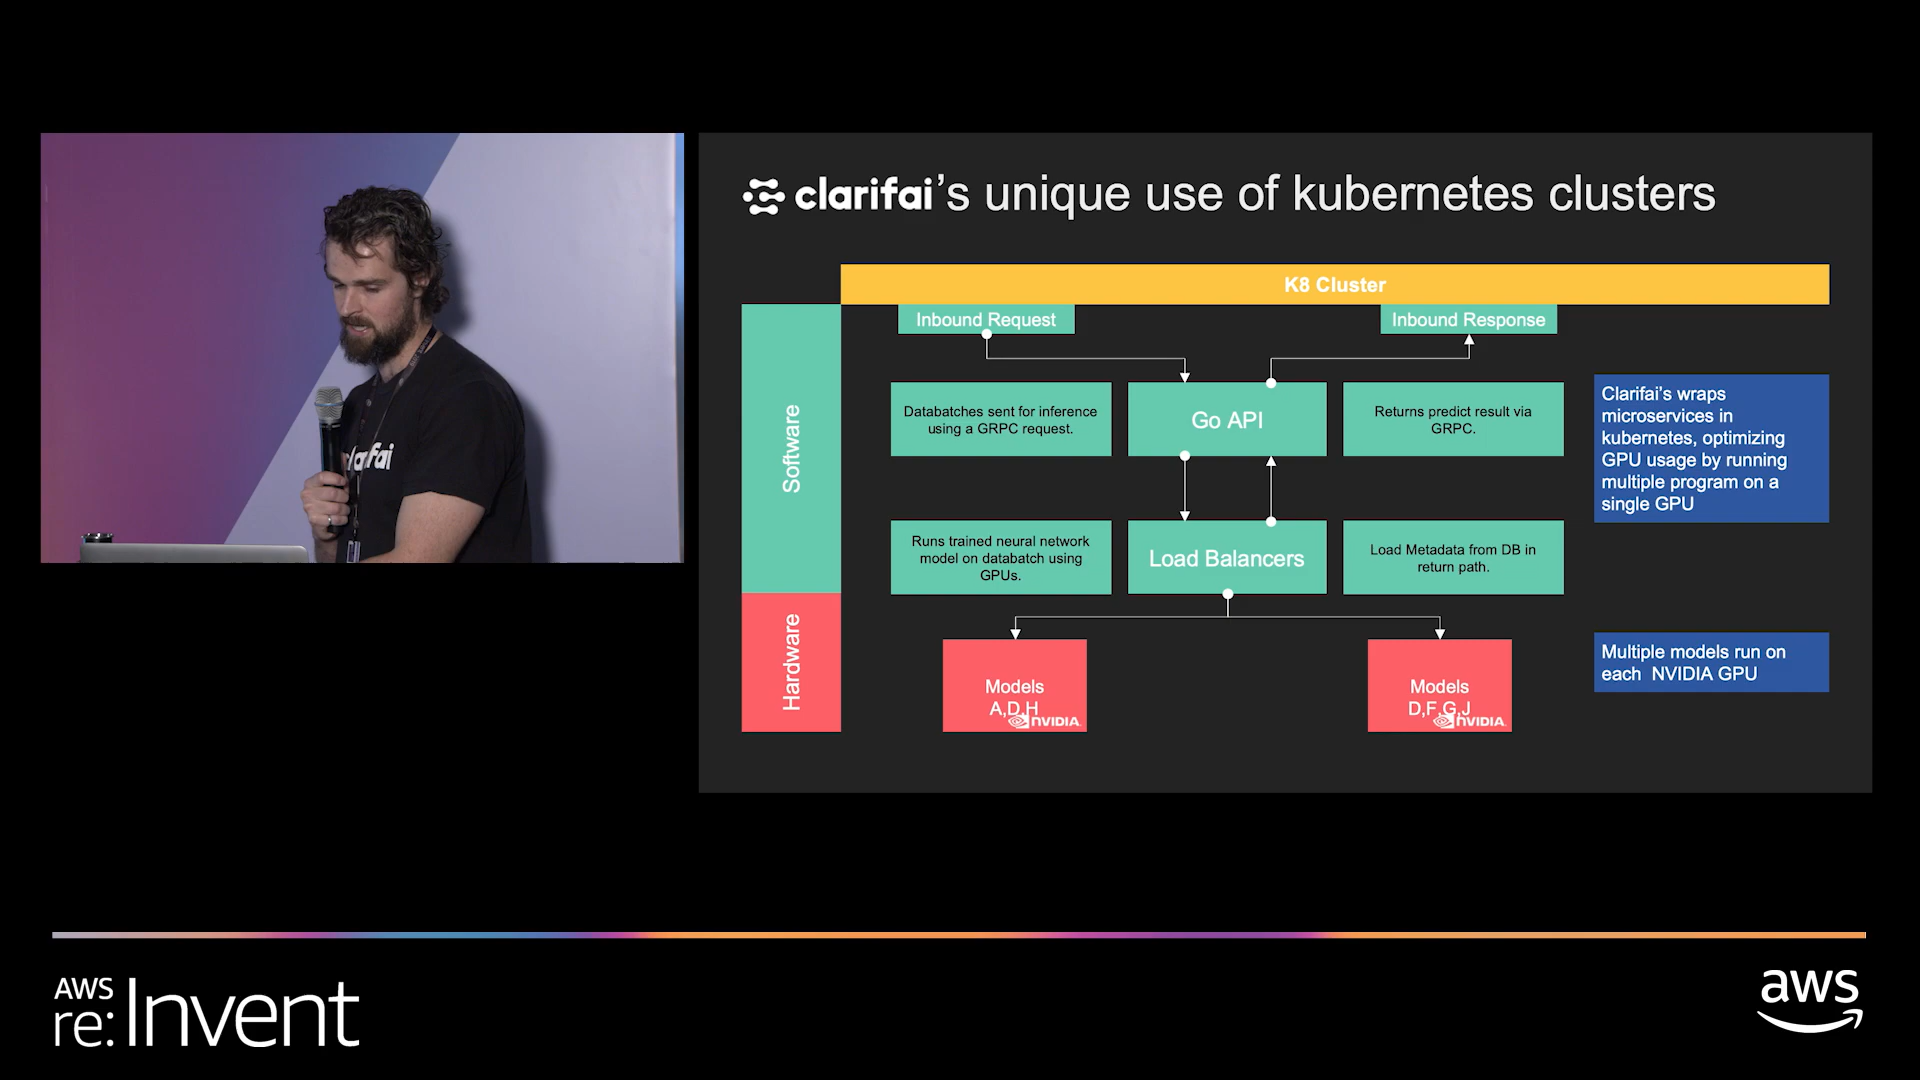 clarifai's unique use of kubernetes clusters
K8 Cluster
Inbound Request
Inbound Response
Software
Databatches sent for inference
using a GRPC request.
Go API
Returns predict result via
GRPC.
Clarifai's wraps
microservices in
kubernetes, optimizing
GPU usage by running
multiple program on a
single GPU
Runs trained neural network
model on databatch using
GPUs.
Load Balancers
Load Metadata from DB in
return path.
Hardware
Models
A,D,H
NVIDIA
Models
D,F,G,J
NVIDIA
Multiple models run on
each NVIDIA GPU
clarifai
AWS
re:Invent
aws